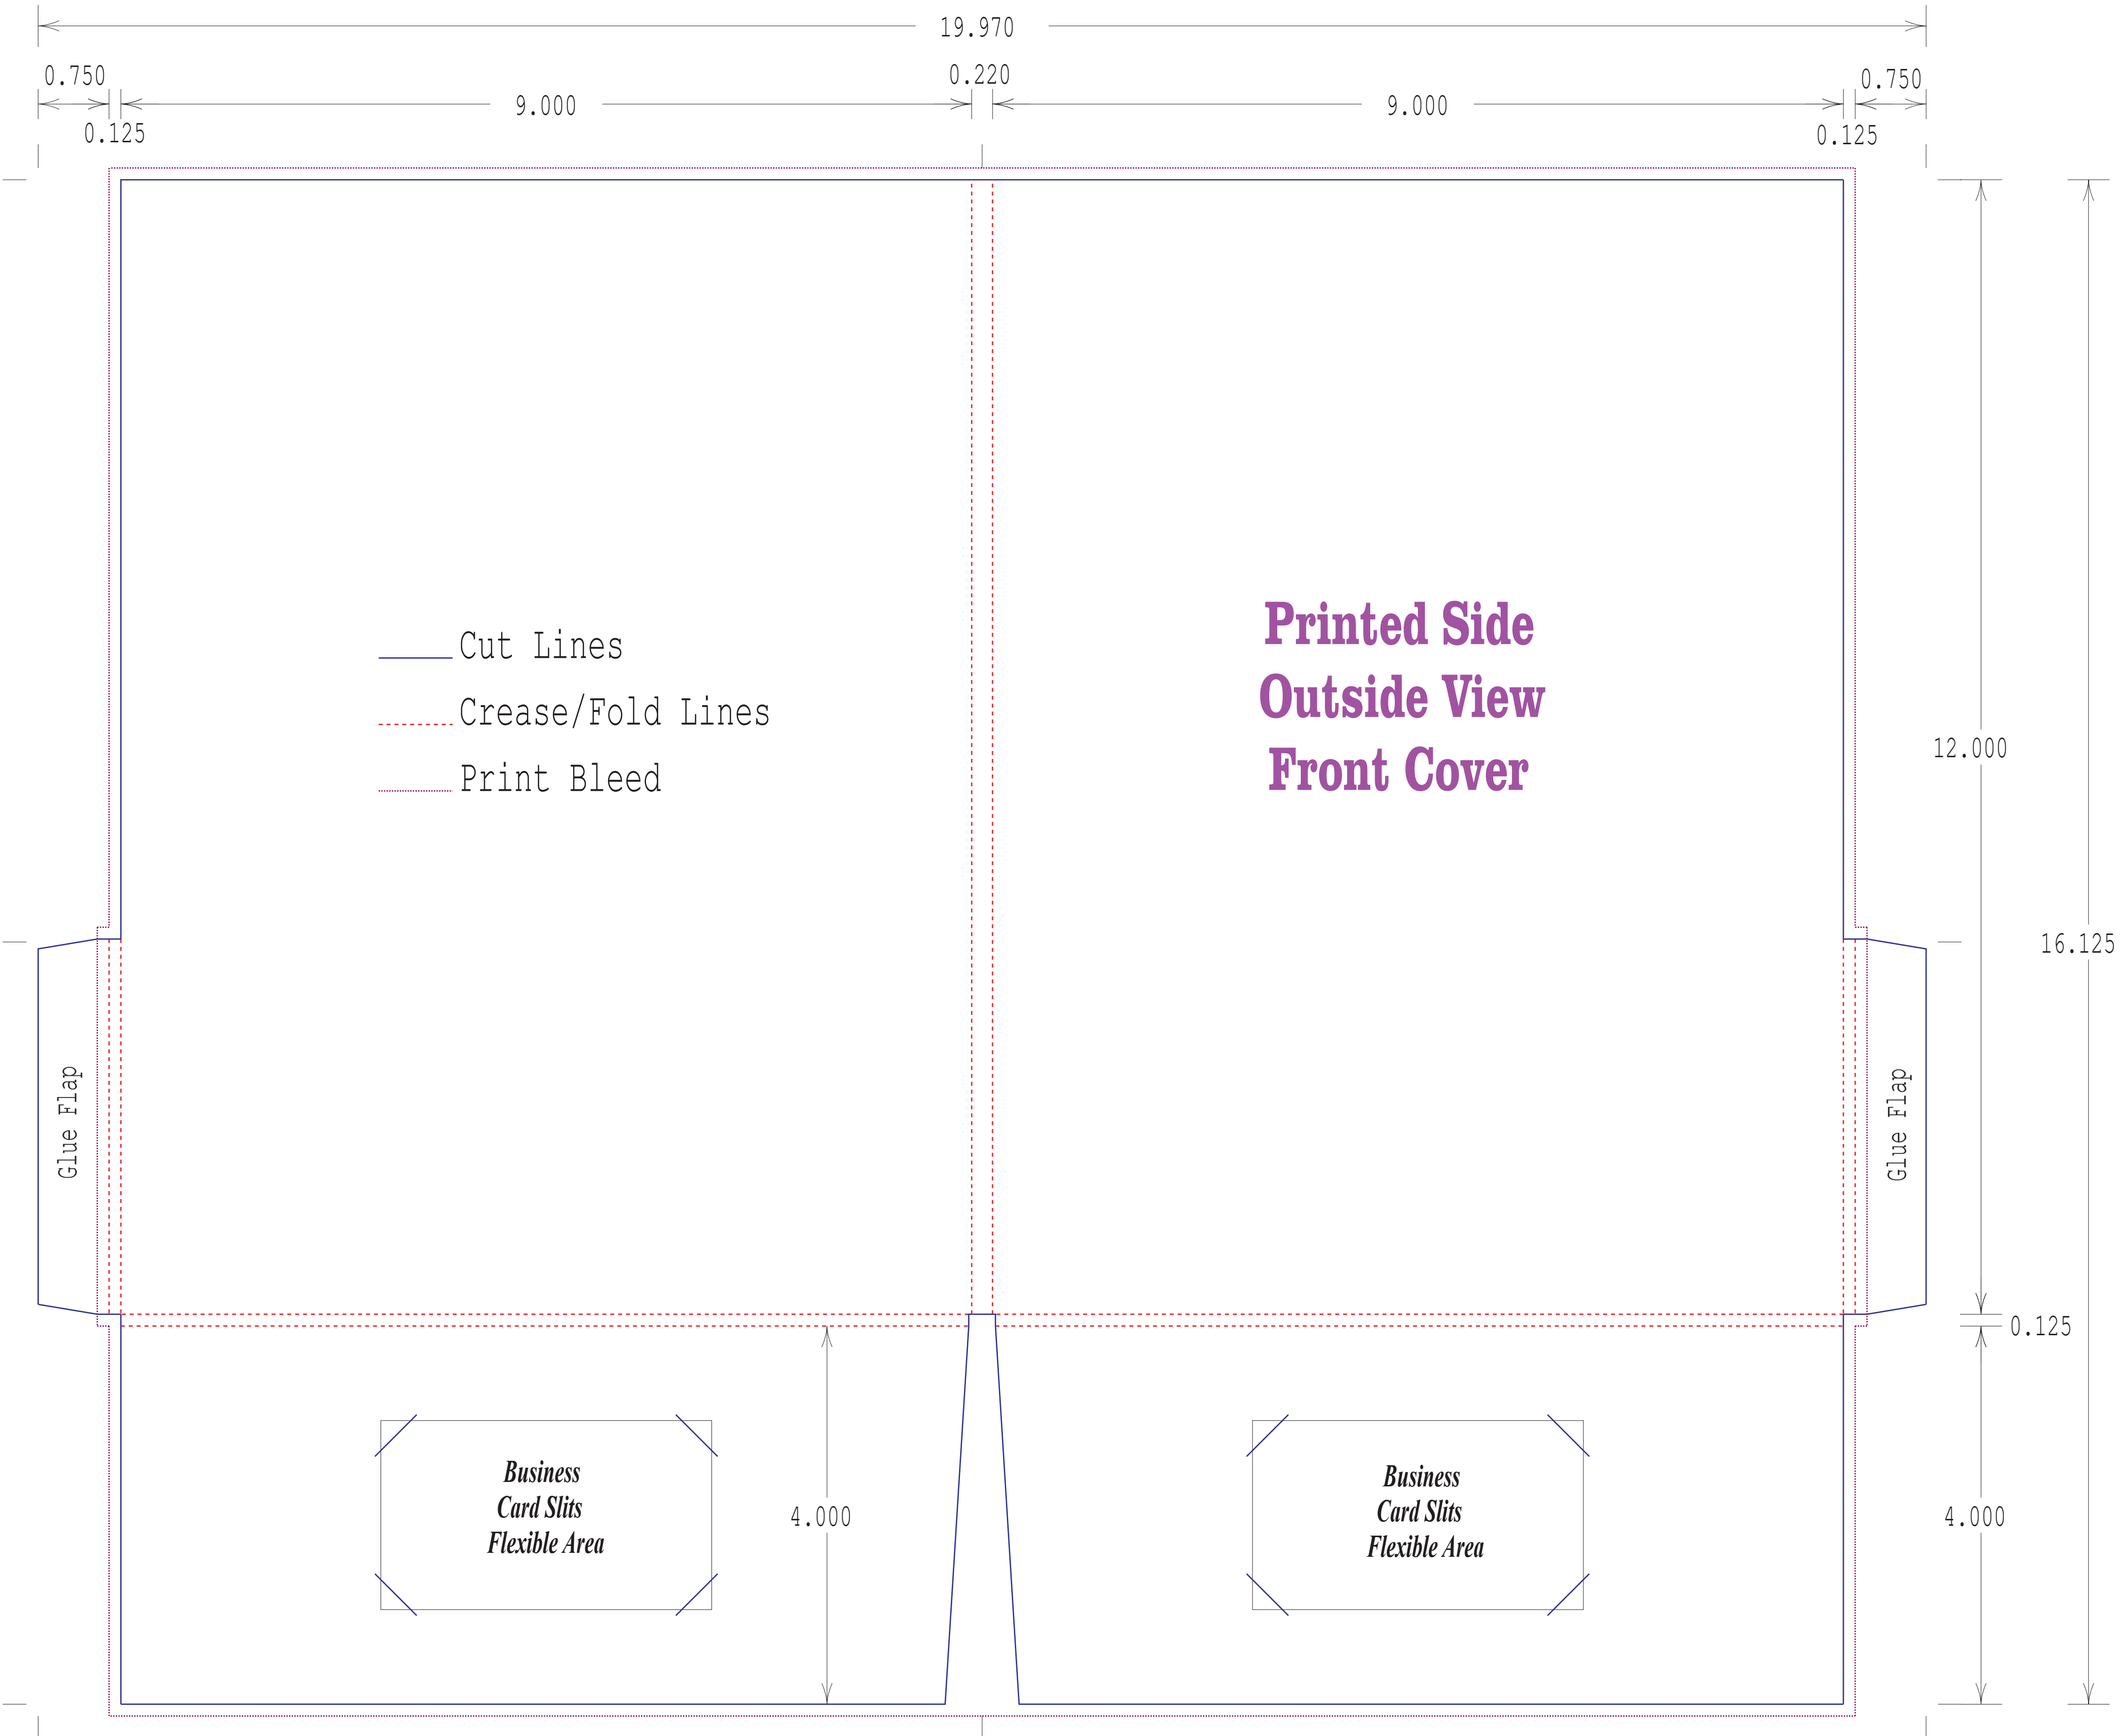 19.970
0.750
0.220
0.750
9.000
9.000
0.125
0.125
Cut Lines
Crease/Fold Lines
Print Bleed
Printed Side
Outside View
Front Cover
12.000
16.125
Glue Flap
Glue Flap
0.125
Business
Card Slits
Flexible Area
4.000
Business
Card Slits
Flexible Area
4.000